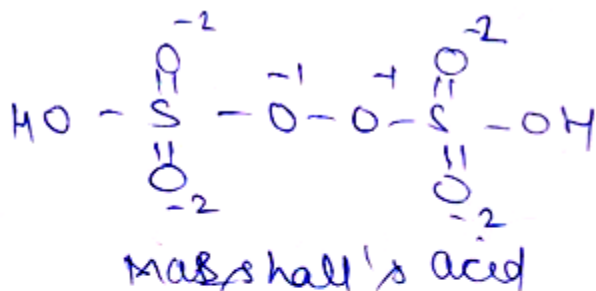 -2 -2
O -1 -1 O
HO - S - O - O - S - OH
O O
-2 -2
Marshall's acid